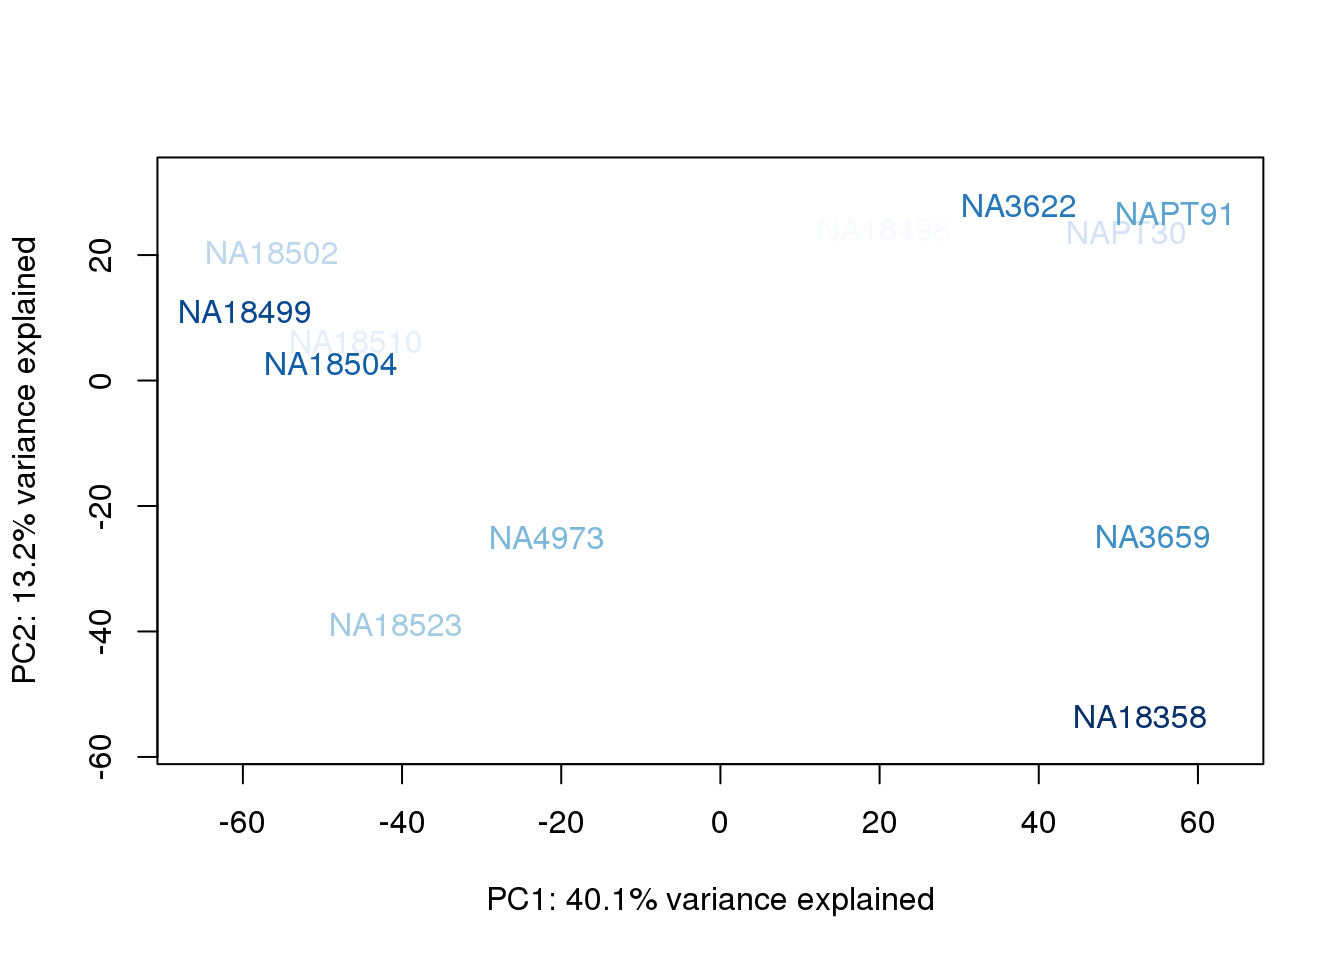 NA3622
NAPT91
NA18498
NAPT30
NA18502
NA18499
NA18510
NA18504
NA4973
NA3659
NA18523
NA18358
20
0
-20
-40
-60
PC2: 13.2% variance explained
-60 -40 -20 0 20 40 60
PC1: 40.1% variance explained